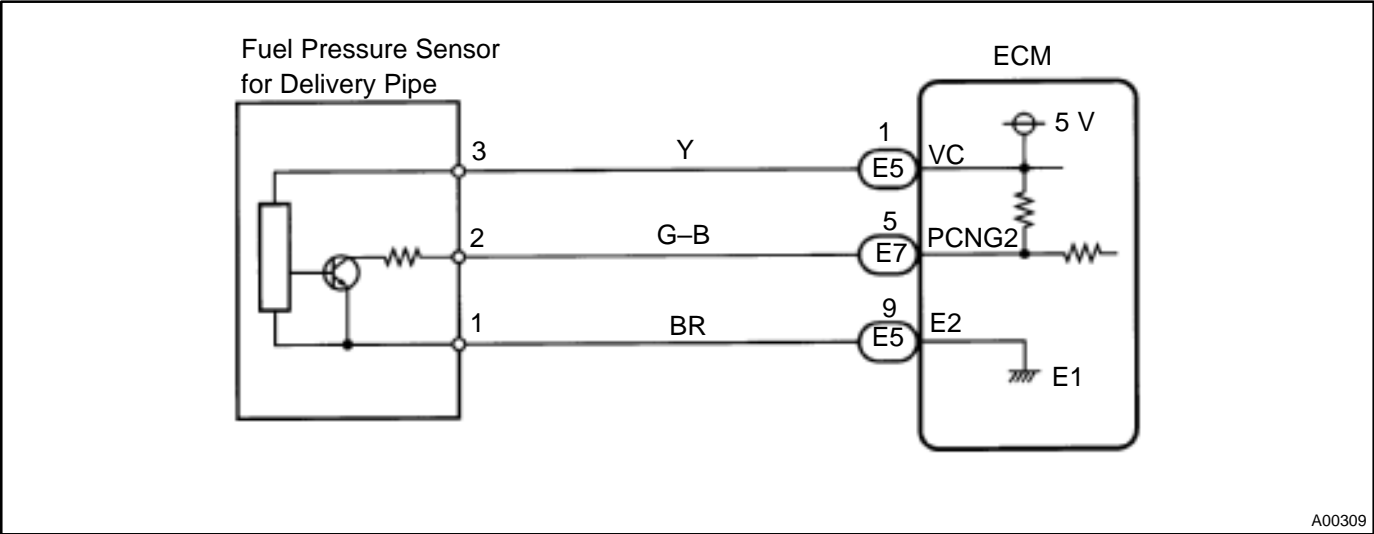 Fuel Pressure Sensor
for Delivery Pipe
ECM
5 V
3
Y
1
E5
VC
2
G–B
5
E7
PCNG2
1
BR
9
E5
E2
E1
A00309